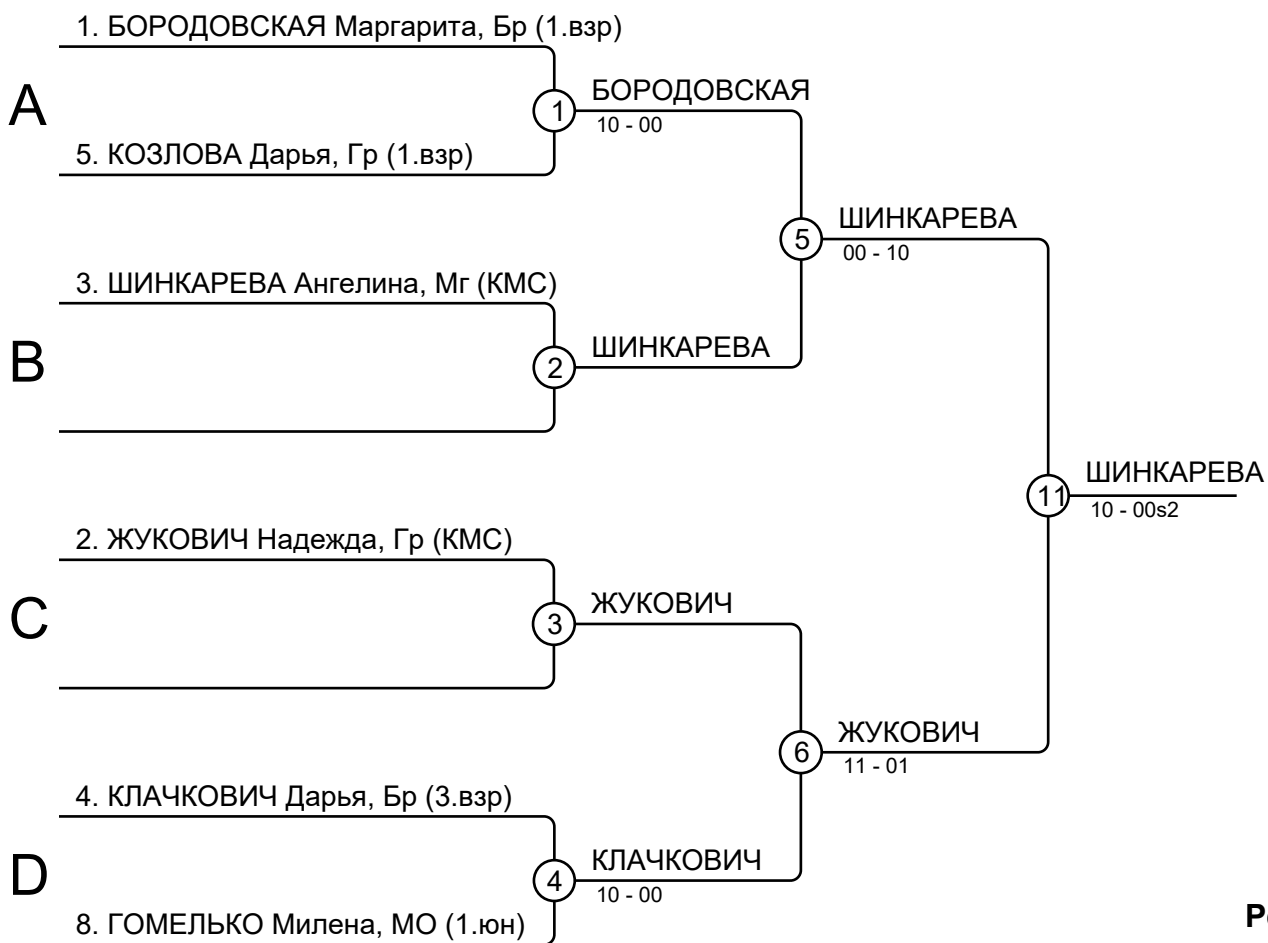 1. БОРОДОВСКАЯ Маргарита, Бр (1.взр)
A
1
БОРОДОВСКАЯ
10 - 00
5. КОЗЛОВА Дарья, Гр (1.взр)
5
ШИНКАРЕВА
00 - 10
3. ШИНКАРЕВА Ангелина, Мг (КМС)
B
2
ШИНКАРЕВА
11
ШИНКАРЕВА
10 - 00s2
2. ЖУКОВИЧ Надежда, Гр (КМС)
C
3
ЖУКОВИЧ
6
ЖУКОВИЧ
11 - 01
4. КЛАЧКОВИЧ Дарья, Бр (3.взр)
D
4
КЛАЧКОВИЧ
10 - 00
8. ГОМЕЛЬКО Милена, МО (1.юн)